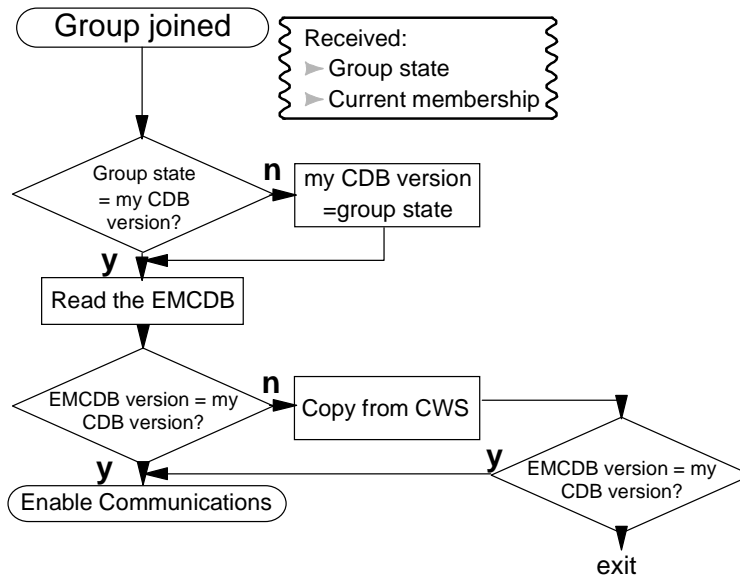 Group joined
Received:
Group state
Current membership
Group state
= my CDB
version?
n
my CDB version
=group state
y
Read the EMCDB
EMCDB version = my
CDB version?
n
Copy from CWS
y
Enable Communications
y
EMCDB version = my
CDB version?
exit